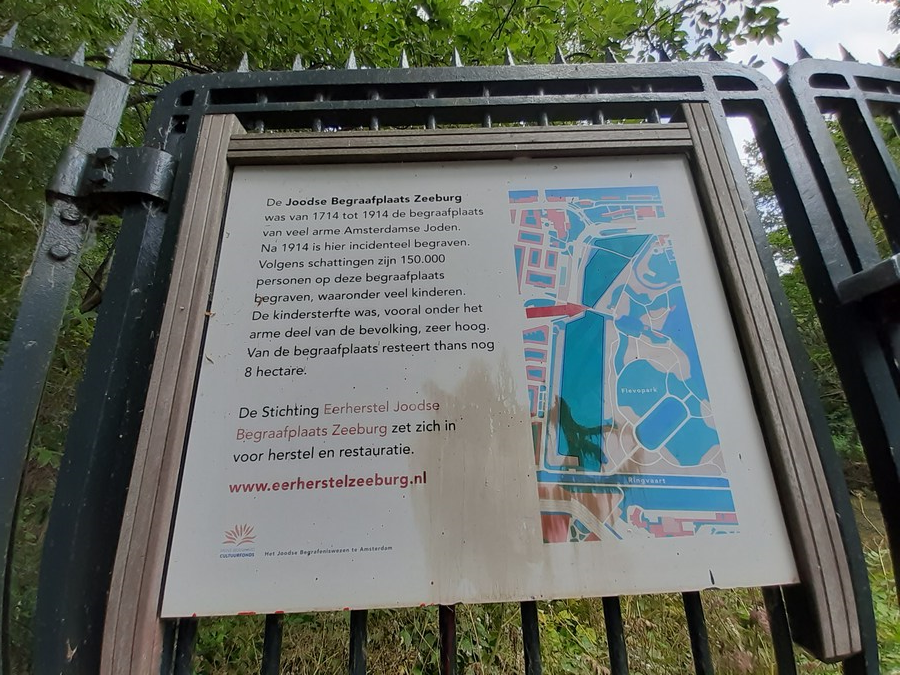 De Joodse Begraafplaats Zeeburg
was van 1714 tot 1914 de begraafplaats
van veel arme Amsterdamse Joden.
Na 1914 is hier incidenteel begraven.
Volgens schattingen zijn 150.000
personen op deze begraafplaats
begraven, waaronder veel kinderen.
De kindersterfte was, vooral onder het
arme deel van de bevolking, zeer hoog.
Van de begraafplaats resteert thans nog
8 hectare.
De Stichting Eerherstel Joodse
Begraafplaats Zeeburg zet zich in
voor herstel en restauratie.
www.eerherstelzeeburg.nl
CULTUURFONDS
Het Joodse Begrafeniswezen te Amsterdam
Flevopark
Ringvaart